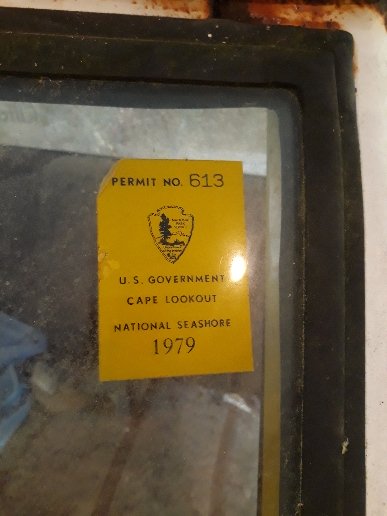 PERMIT NO. 613
U.S. GOVERNMENT
CAPE LOOKOUT
NATIONAL SEASHORE
1979